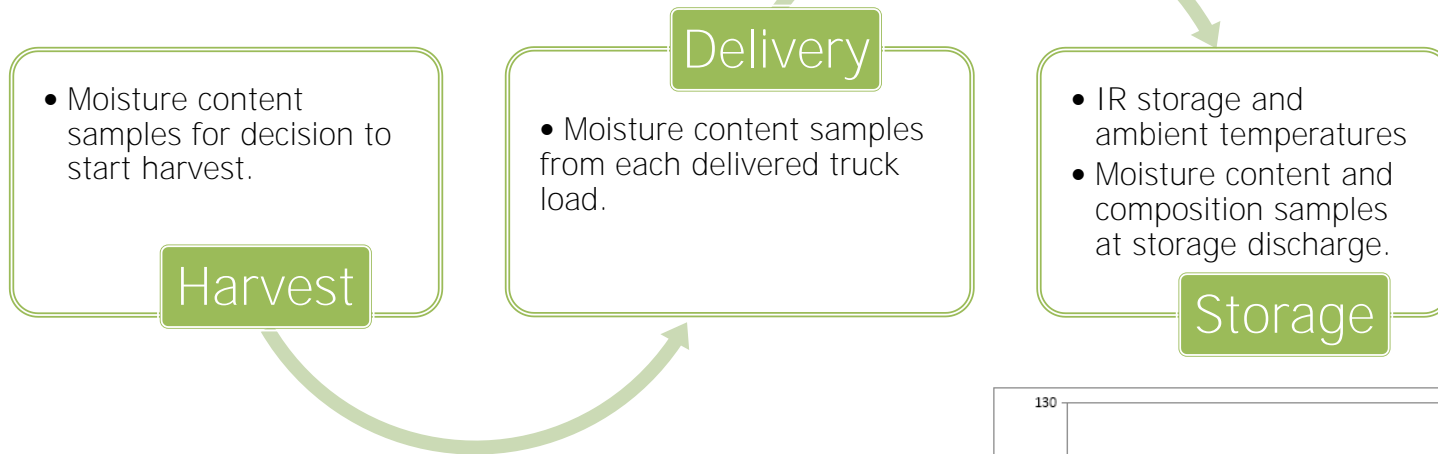 • Moisture content
samples for decision to
start harvest.
Harvest
Delivery
• Moisture content samples
from each delivered truck
load.
• IR storage and
ambient temperatures
• Moisture content and
composition samples
at storage discharge.
Storage
130